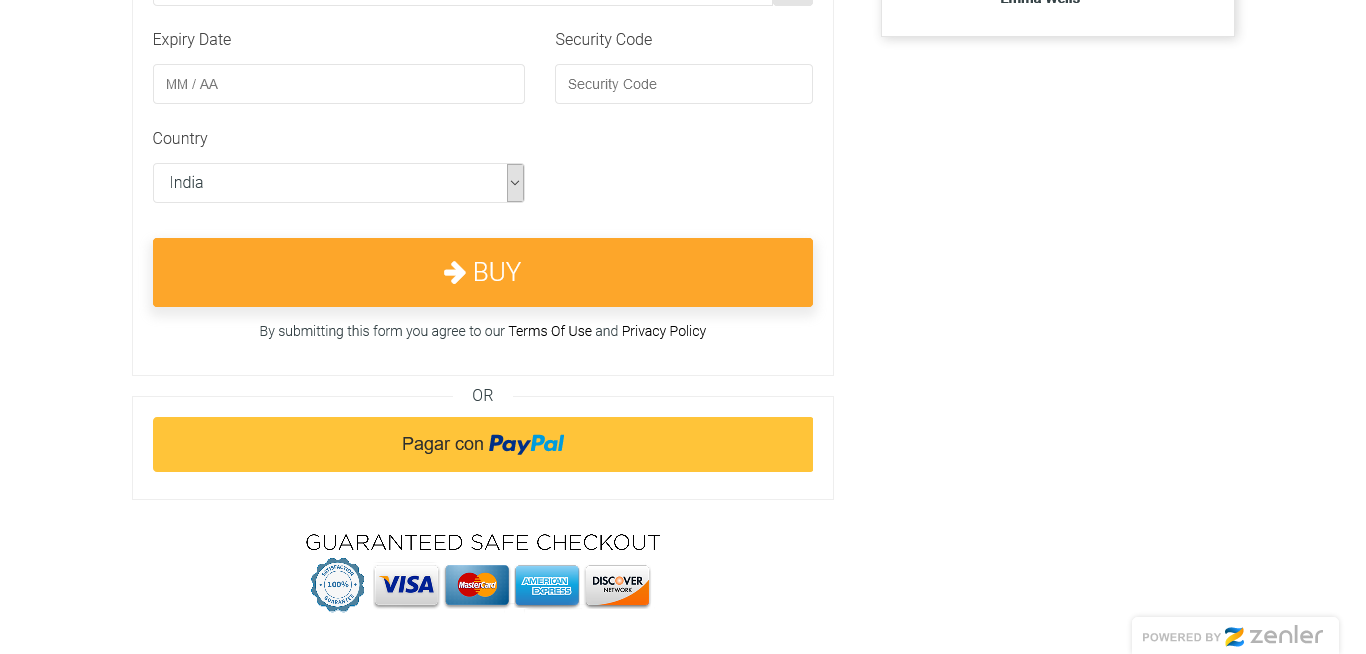 Emma Wells
Expiry Date
Security Code
MM / AA
Security Code
Country
India
BUY
By submitting this form you agree to our Terms Of Use and Privacy Policy
OR
Pagar con PayPal
GUARANTEED SAFE CHECKOUT
SATISFACTION
100%
GUARANTEE
VISA
MasterCard
AMERICAN EXPRESS
DISCOVER
NETWORK
POWERED BY zenler